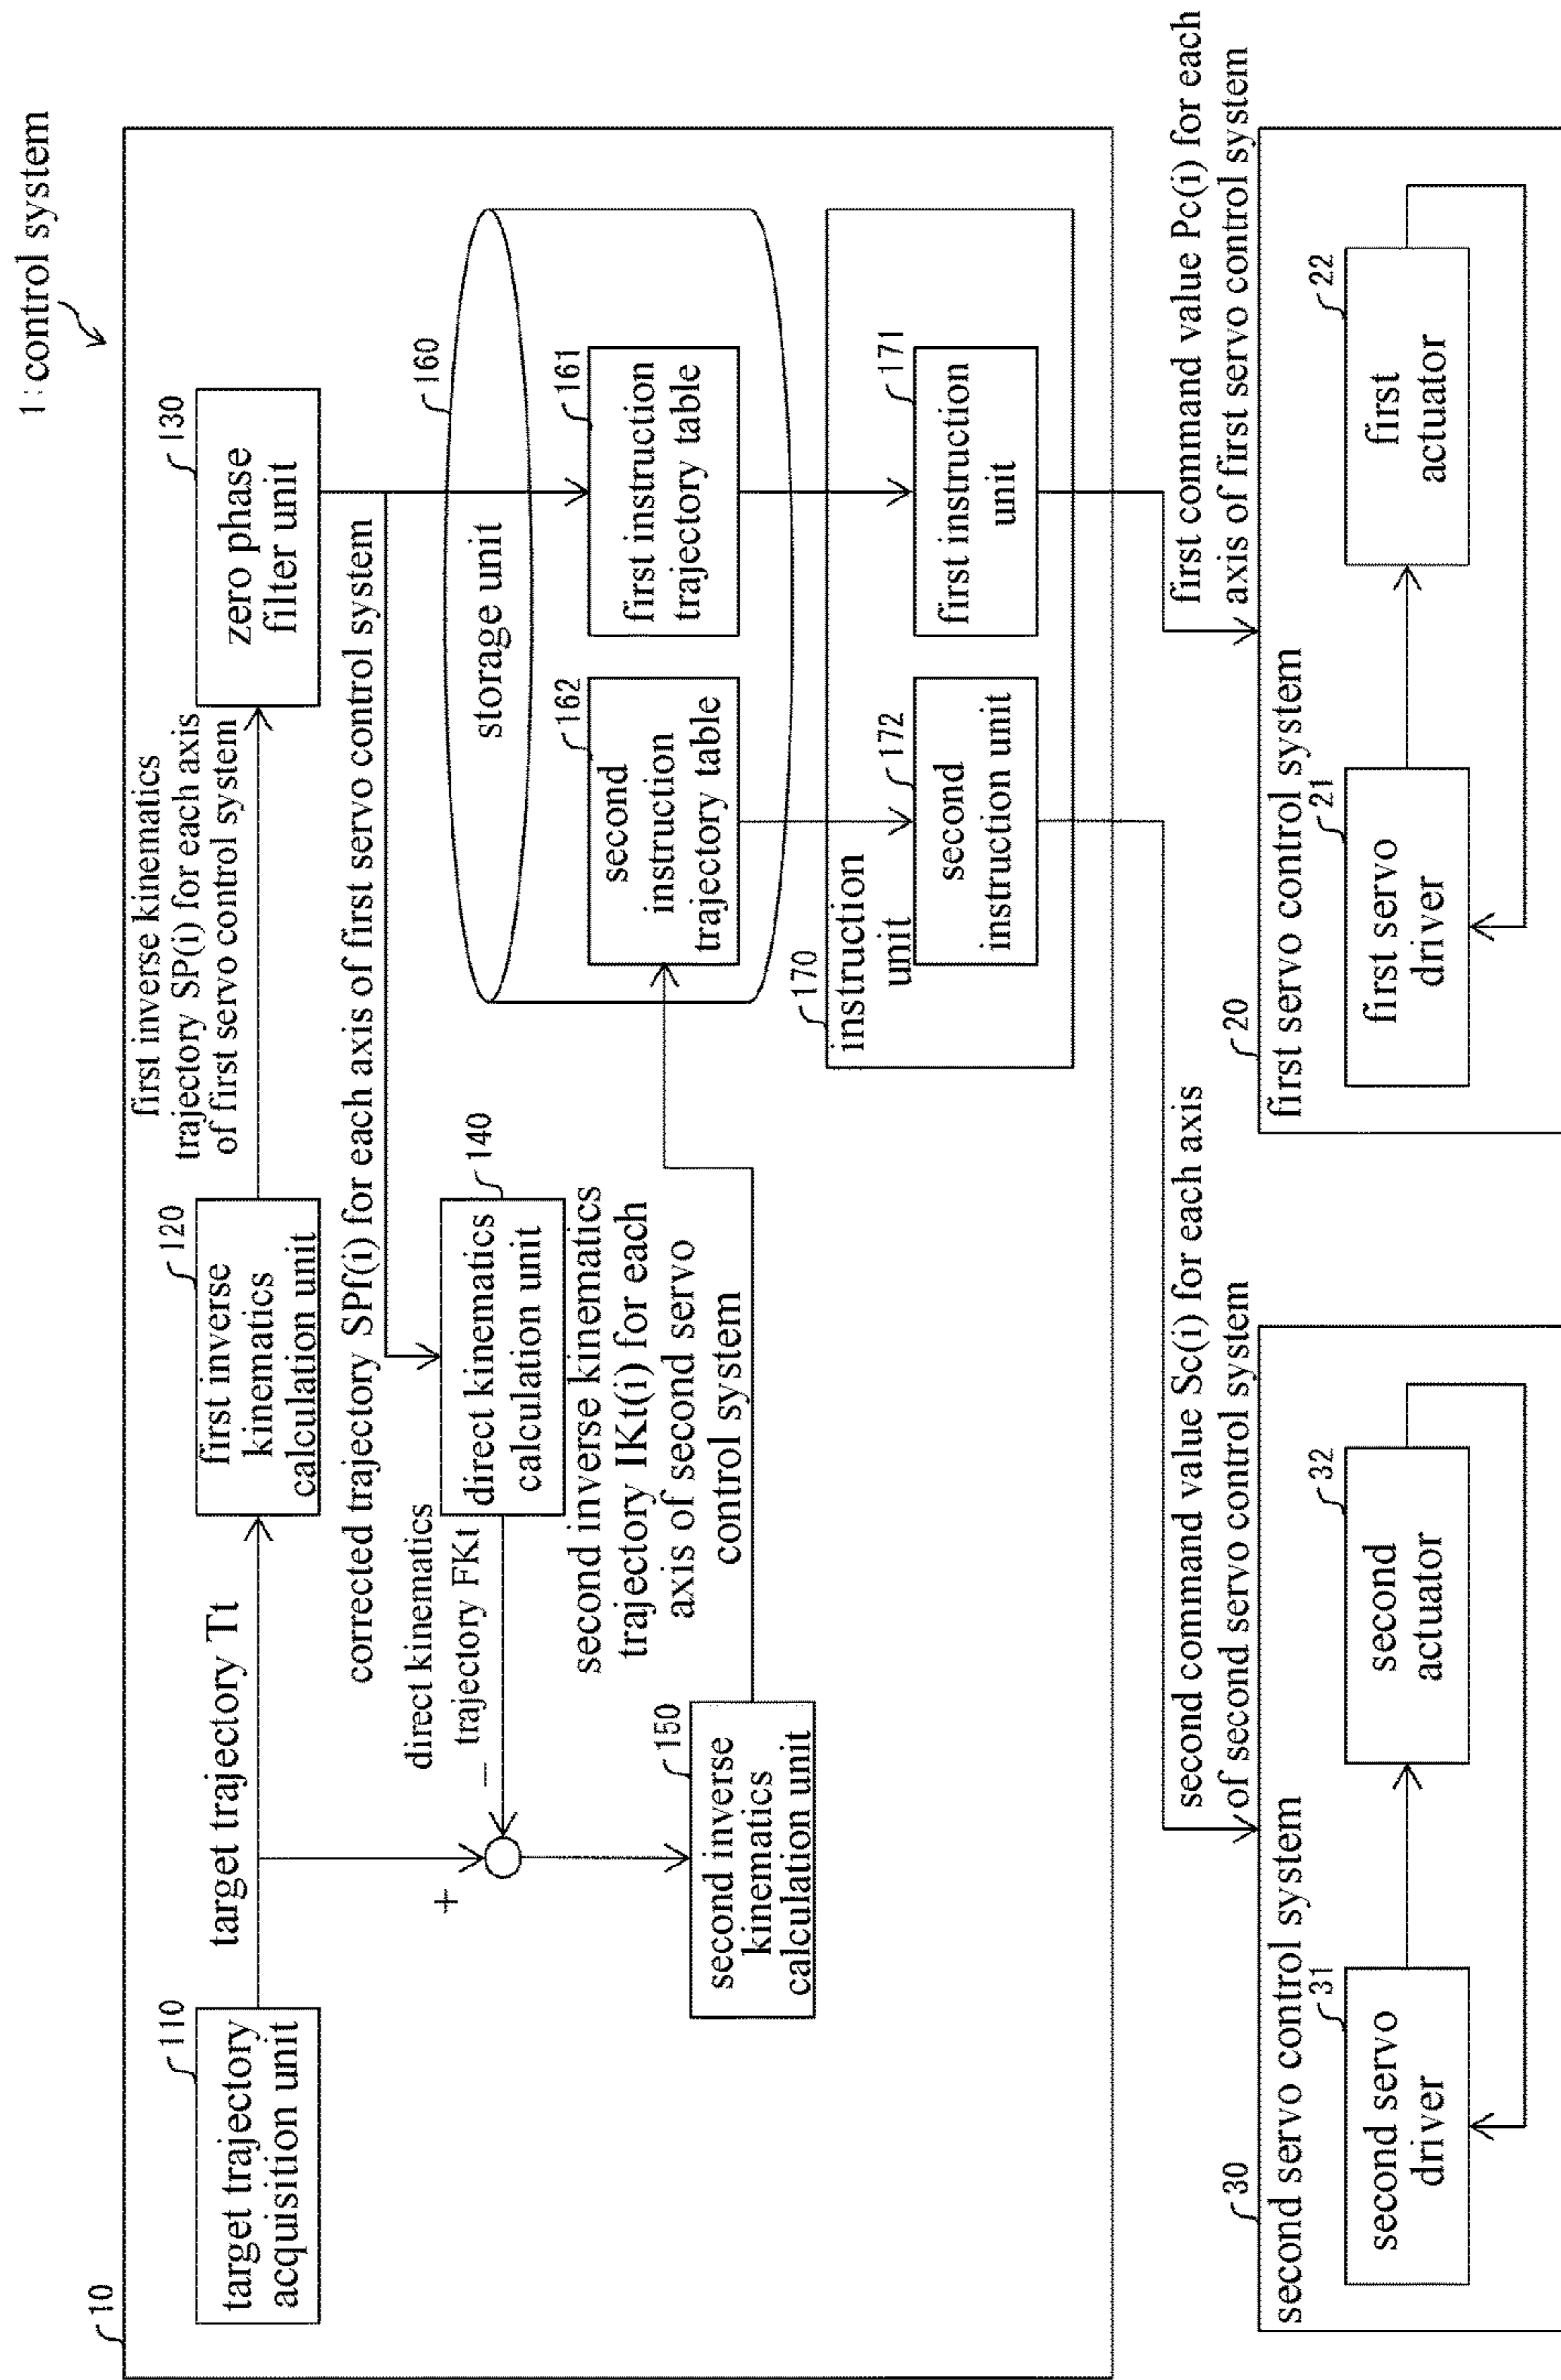 1:control system
10
110
target trajectory
acquisition unit
target trajectory Tt
120
first inverse
kinematics
calculation unit
first inverse kinematics
trajectory SP(i) for each axis
of first servo control system
130
zero phase
filter unit
corrected trajectory SPf(i) for each axis of first servo control system
direct kinematics
trajectory FKt
140
direct kinematics
calculation unit
+
−
150
second inverse
kinematics
calculation unit
second inverse kinematics
trajectory IKt(i) for each
axis of second servo
control system
160
storage unit
162
second
instruction
trajectory table
161
first instruction
trajectory table
170
instruction
unit
172
second
instruction unit
171
first instruction
unit
second command value Sc(i) for each axis
of second servo control system
first command value Pc(i) for each
axis of first servo control system
30
second servo control system
31
second servo
driver
32
second
actuator
20
first servo control system
21
first servo
driver
22
first
actuator